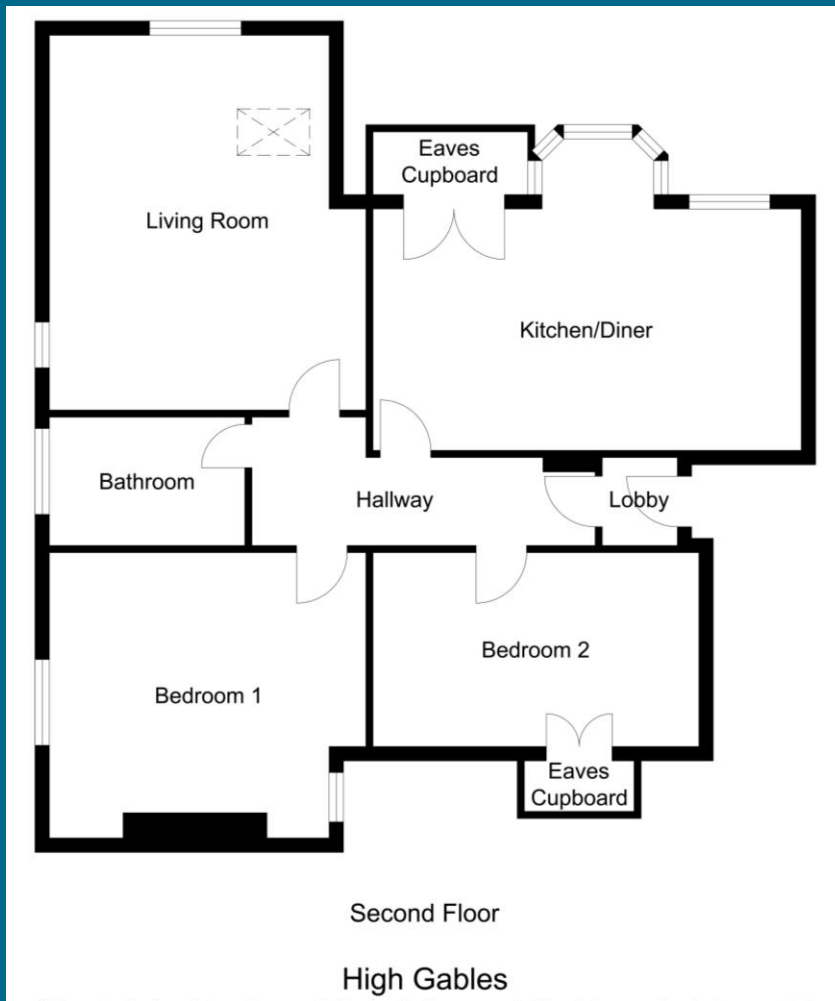 Eaves
Cupboard
Living Room
Kitchen/Diner
Bathroom
Hallway
Lobby
Bedroom 2
Bedroom 1
Eaves
Cupboard
Second Floor
High Gables